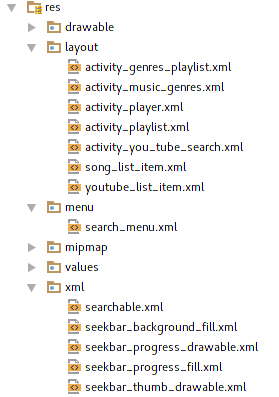 res
drawable
layout
activity_genres_playlist.xml
activity_music_genres.xml
activity_player.xml
activity_playlist.xml
activity_you_tube_search.xml
song_list_item.xml
youtube_list_item.xml
menu
search_menu.xml
mipmap
values
xml
searchable.xml
seekbar_background_fill.xml
seekbar_progress_drawable.xml
seekbar_progress_fill.xml
seekbar_thumb_drawable.xml